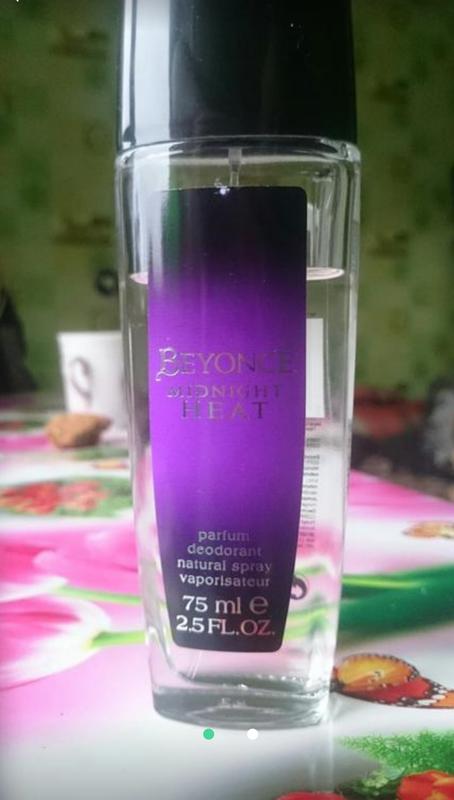 BEYONCE
MIDNIGHT
HEAT
parfum
deodorant
natural spray
vaporisateur
75 ml e
2.5 FL.OZ.